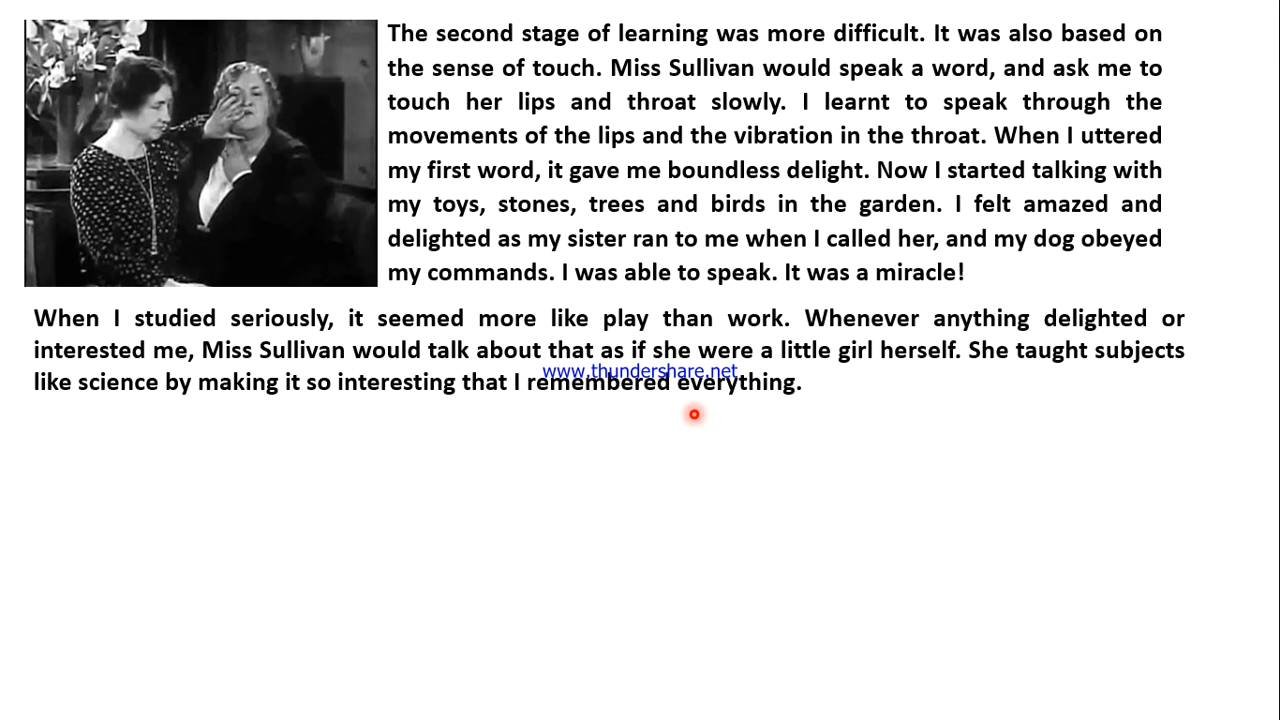 The second stage of learning was more difficult. It was also based on
the sense of touch. Miss Sullivan would speak a word, and ask me to
touch her lips and throat slowly. I learnt to speak through the
movements of the lips and the vibration in the throat. When I uttered
my first word, it gave me boundless delight. Now I started talking with
my toys, stones, trees and birds in the garden. I felt amazed and
delighted as my sister ran to me when I called her, and my dog obeyed
my commands. I was able to speak. It was a miracle!
When I studied seriously, it seemed more like play than work. Whenever anything delighted or
interested me, Miss Sullivan would talk about that as if she were a little girl herself. She taught subjects
www.thundershare.net
like science by making it so interesting that I remembered everything.